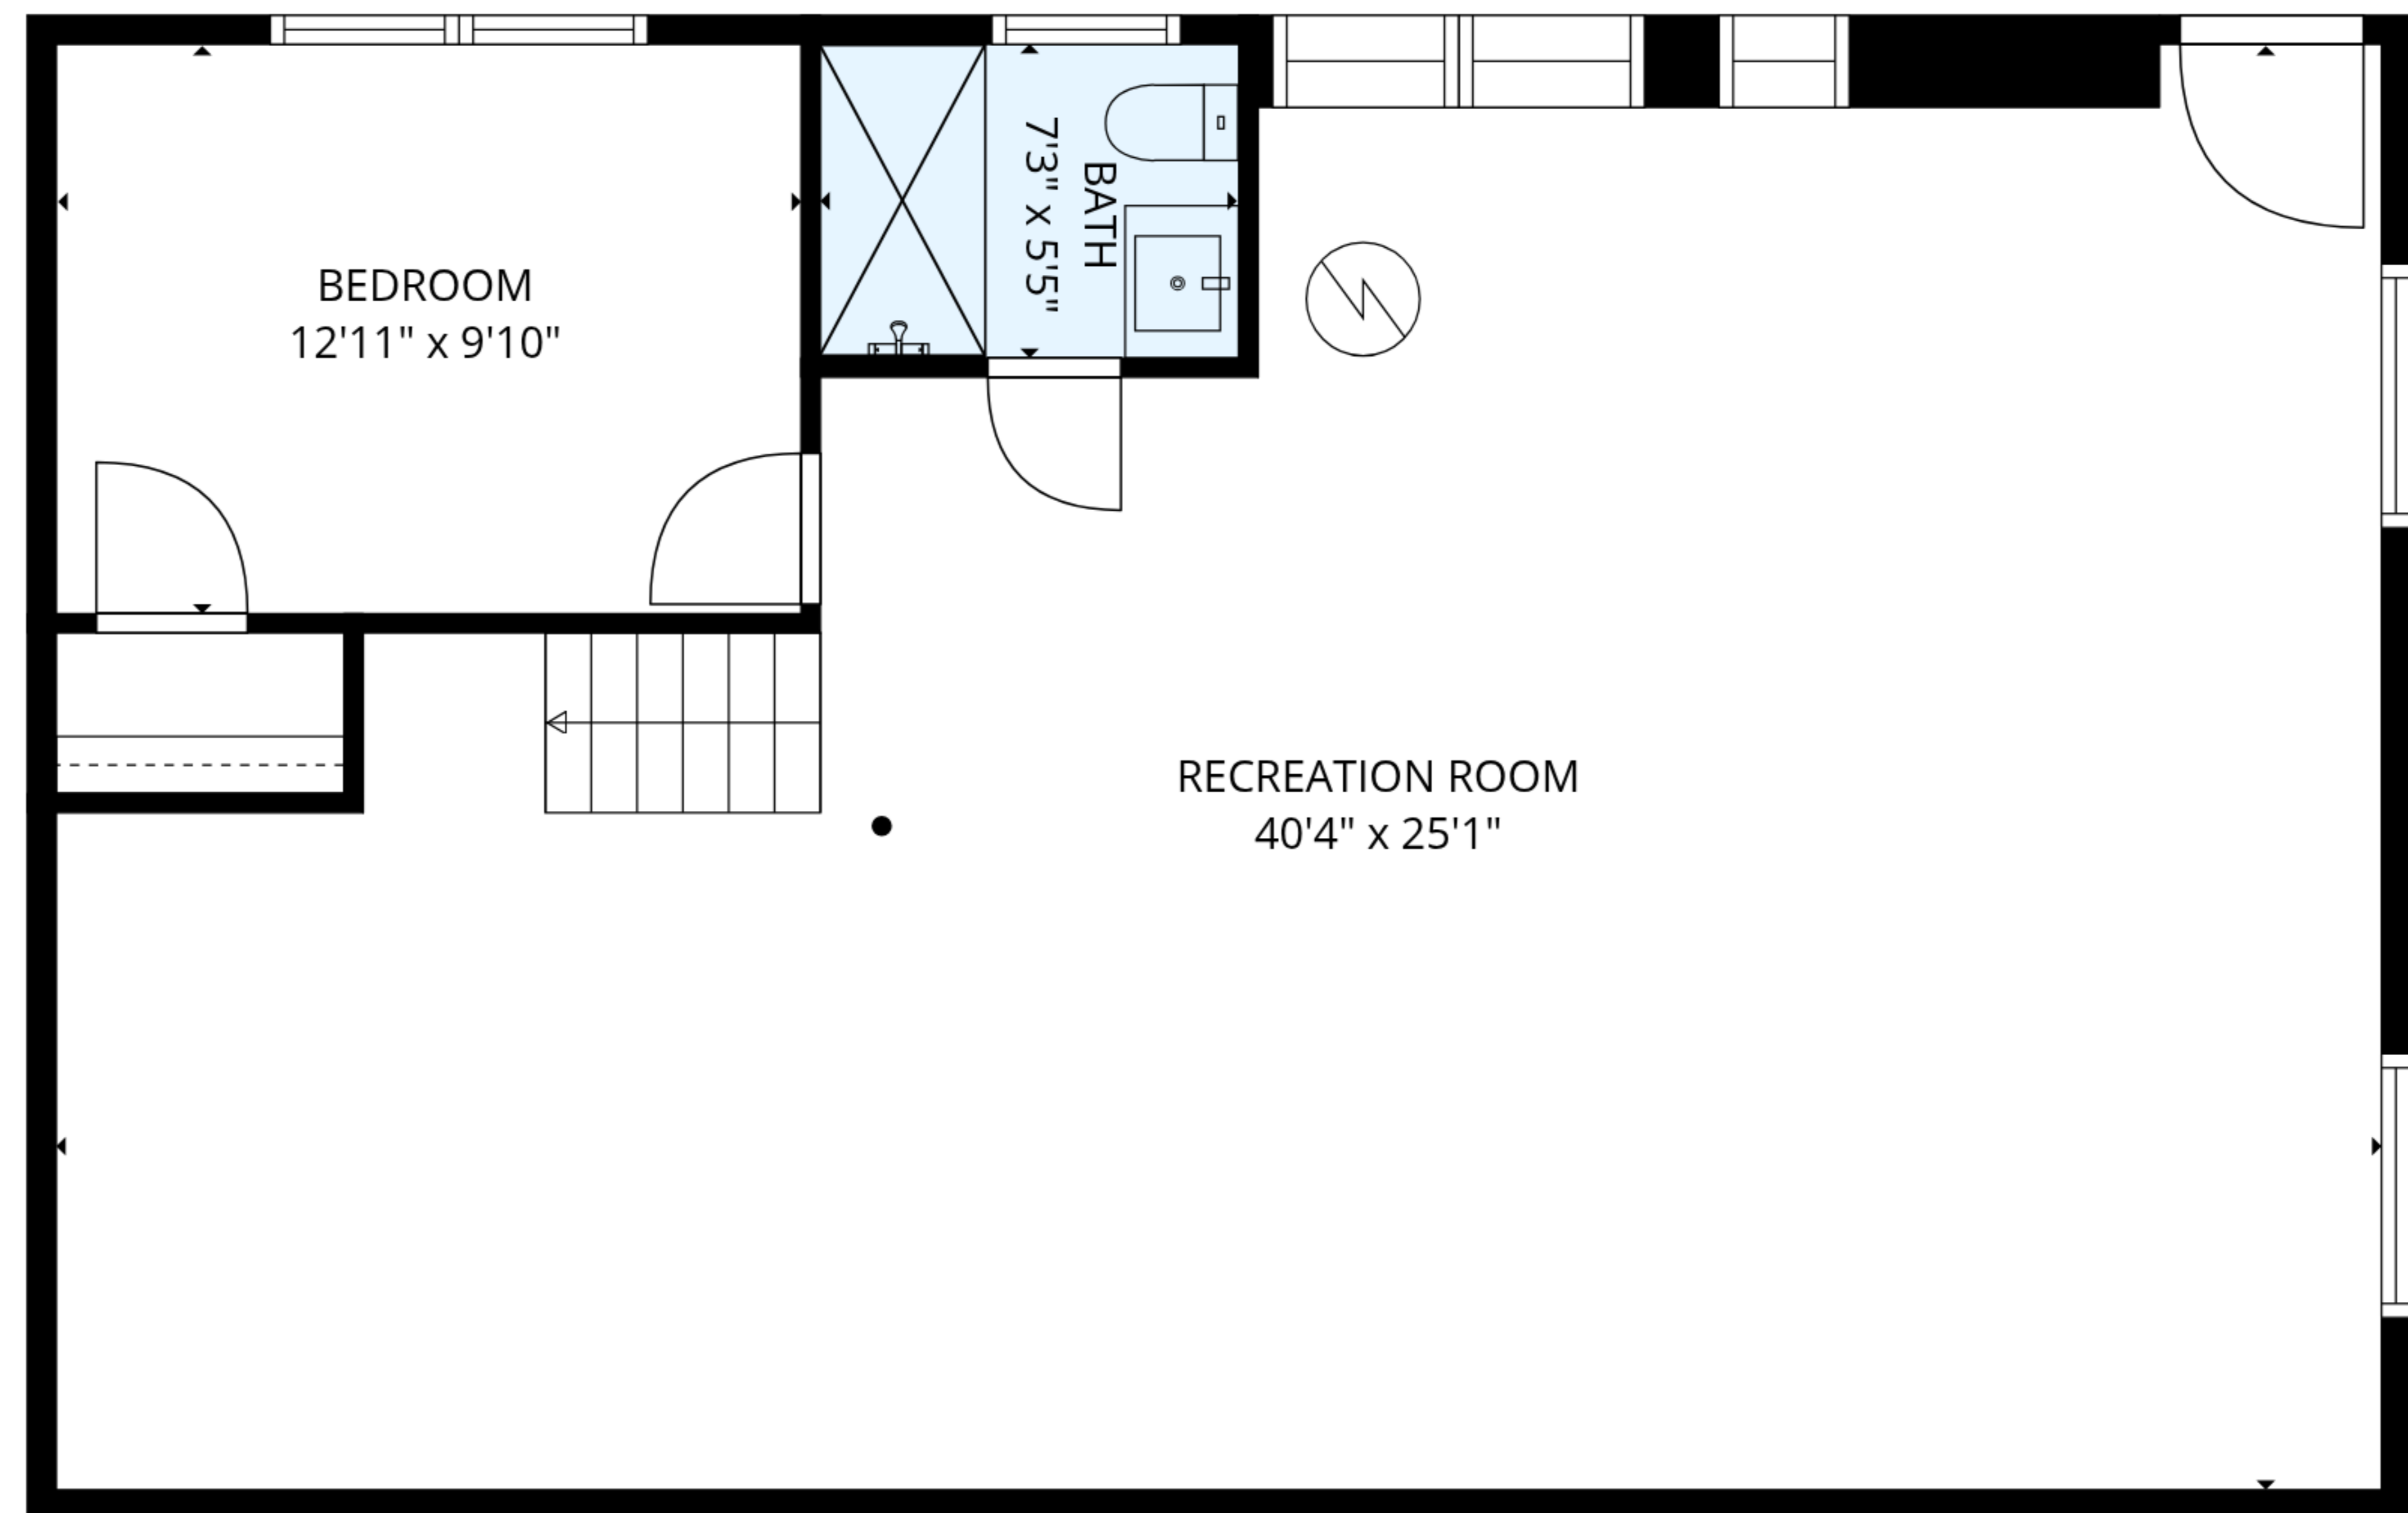 BEDROOM
12'11" x 9'10"
BATH
7'3" x 5'5"
RECREATION ROOM
40'4" x 25'1"